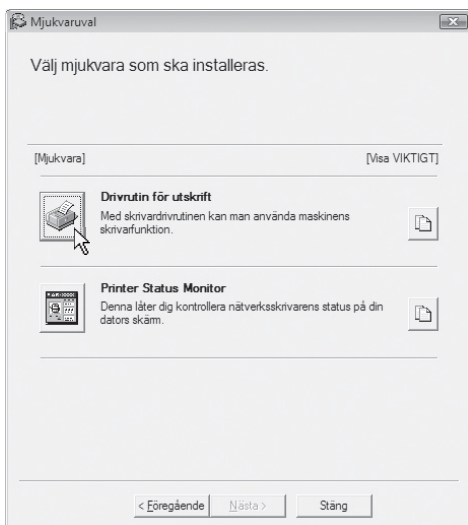 Mjukvaruval
Välj mjukvara som ska installeras.
[Mjukvara] [Visa VIKTIGT]
Drivrutin för utskrift
Med skrivardrivrutinen kan man använda maskinens
skrivarfunktion.
Printer Status Monitor
Denna låter dig kontrollera nätverksskrivarens status på din
dators skärm.
< Föregående Nästa > Stäng